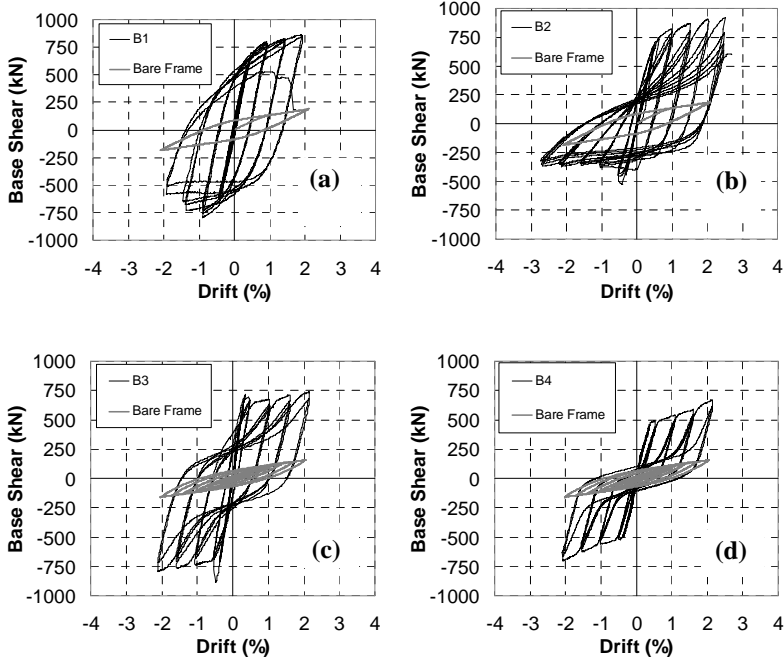 1000
750
500
250
0
-250
-500
-750
-1000
Base Shear (kN)
B1
Bare Frame
(a)
-4 -3 -2 -1 0 1 2 3 4
Drift (%)
1000
750
500
250
0
-250
-500
-750
-1000
Base Shear (kN)
B2
Bare Frame
(b)
-4 -3 -2 -1 0 1 2 3 4
Drift (%)
1000
750
500
250
0
-250
-500
-750
-1000
Base Shear (kN)
B3
Bare Frame
(c)
-4 -3 -2 -1 0 1 2 3 4
Drift (%)
1000
750
500
250
0
-250
-500
-750
-1000
Base Shear (kN)
B4
Bare Frame
(d)
-4 -3 -2 -1 0 1 2 3 4
Drift (%)